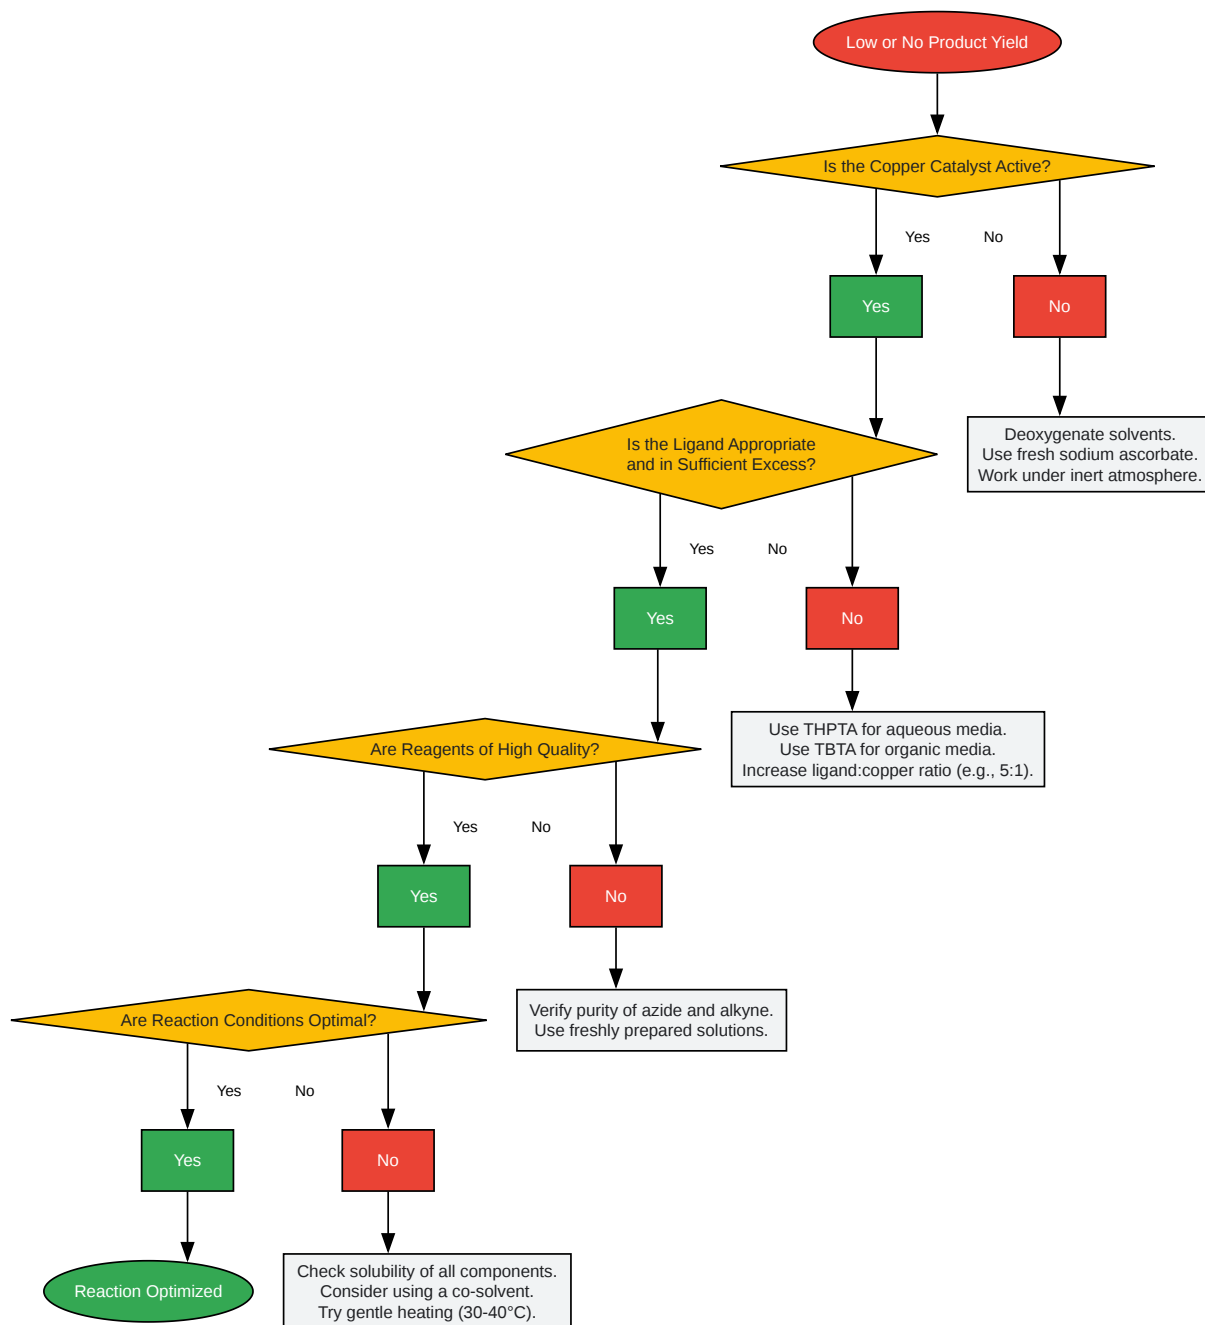 Low or No Product Yield
Is the Copper Catalyst Active?
Yes
No
Yes
No
Deoxygenate solvents.
Use fresh sodium ascorbate.
Work under inert atmosphere.
Is the Ligand Appropriate
and in Sufficient Excess?
Yes
No
Yes
No
Use THPTA for aqueous media.
Use TBTA for organic media.
Increase ligand:copper ratio (e.g., 5:1).
Are Reagents of High Quality?
Yes
No
Yes
No
Verify purity of azide and alkyne.
Use freshly prepared solutions.
Are Reaction Conditions Optimal?
Yes
No
Yes
No
Reaction Optimized
Check solubility of all components.
Consider using a co-solvent.
Try gentle heating (30-40°C).